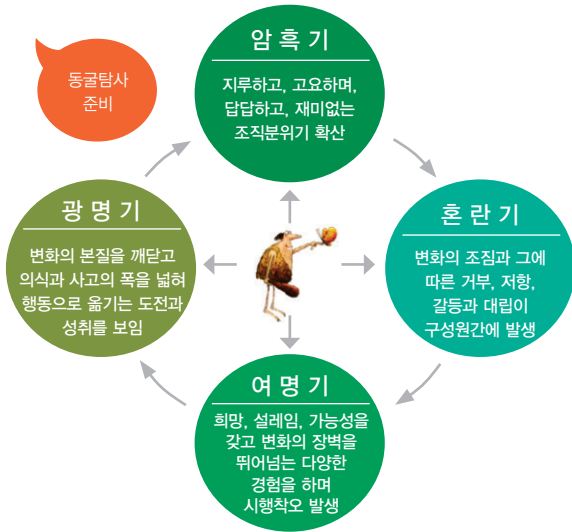 동굴탐사
준비
암 흑 기
지루하고, 고요하며,
답답하고, 재미없는
조직분위기 확산
광 명 기
변화의 본질을 깨닫고
의식과 사고의 폭을 넓혀
행동으로 옮기는 도전과
성취를 보임
혼 란 기
변화의 조짐과 그에
따른 거부, 저항,
갈등과 대립이
구성원간에 발생
여 명 기
희망, 설레임, 가능성을
갖고 변화의 장벽을
뛰어넘는 다양한
경험을 하며
시행착오 발생